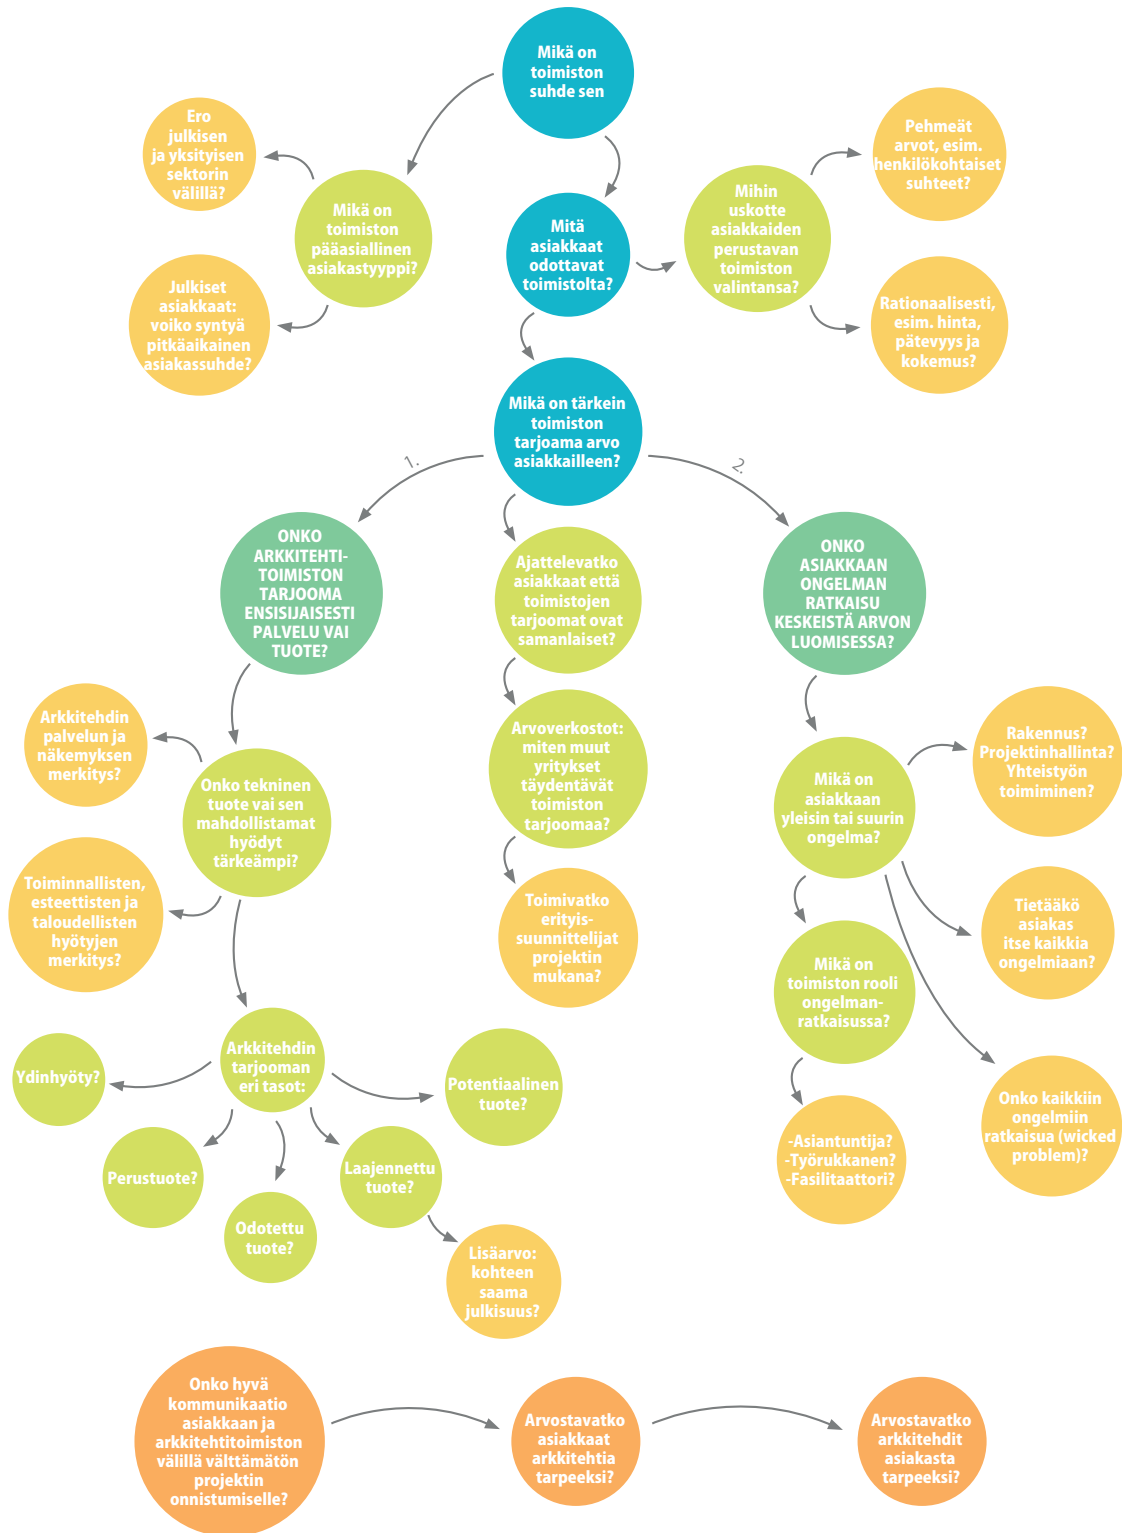 Mikä on
toimiston
suhde sen
Ero
julkisen
ja yksityisen
sektorin
välillä?
Pehmeät
arvot, esim.
henkilökohtaiset
suhteet?
Mikä on
toimiston
pääasiallinen
asiakastyyppi?
Mitä
asiakkaat
odottavat
toimistolta?
Mihin
uskotte
asiakkaiden
perustavan
toimiston
valintansa?
Julkiset
asiakkaat:
voiko syntyä
pitkäaikainen
asiakassuhde?
Rationaalisesti,
esim. hinta,
pätevyys ja
kokemus?
Mikä on tärkein
toimiston
tarjoama arvo
asiakkailleen?
1.
2.
ONKO
ARKKITEHTI-
TOIMISTON
TARJOOMA
ENSISIJAISESTI
PALVELU VAI
TUOTE?
Ajattelevatko
asiakkaat että
toimistojen
tarjoomat ovat
samanlaiset?
ONKO
ASIAKKAAN
ONGELMAN
RATKAISU
KESKEISTÄ ARVON
LUOMISESSA?
Arkkitehdin
palvelun ja
näkemyksen
merkitys?
Onko tekninen
tuote vai sen
mahdollistamat
hyödyt
tärkeämpi?
Toiminnallisten,
esteettisten ja
taloudellisten
hyötyjen
merkitys?
Arvoverkostot:
miten muut
yritykset
täydentävät
toimiston
tarjoomaa?
Toimivatko
erityis-
suunnittelijat
projektin
mukana?
Mikä on
asiakkaan
yleisin tai suurin
ongelma?
Rakennus?
Projektinhallinta?
Yhteistyön
toimiminen?
Tietääkö
asiakas
itse kaikkia
ongelmiaan?
Mikä on
toimiston rooli
ongelman-
ratkaisussa?
Onko kaikkiin
ongelmiin
ratkaisua (wicked
problem)?
-Asiantuntija?
-Työrukkanen?
-Fasilitaattori?
Arkkitehdin
tarjooman
eri tasot:
Ydinhyöty?
Perustuote?
Odotettu
tuote?
Laajennettu
tuote?
Potentiaalinen
tuote?
Lisäarvo:
kohteen
saama
julkisuus?
Onko hyvä
kommunikaatio
asiakkaan ja
arkkitehtitoimiston
välillä välttämätön
projektin
onnistumiselle?
Arvostavatko
asiakkaat
arkkitehtia
tarpeeksi?
Arvostavatko
arkkitehdit
asiakasta
tarpeeksi?